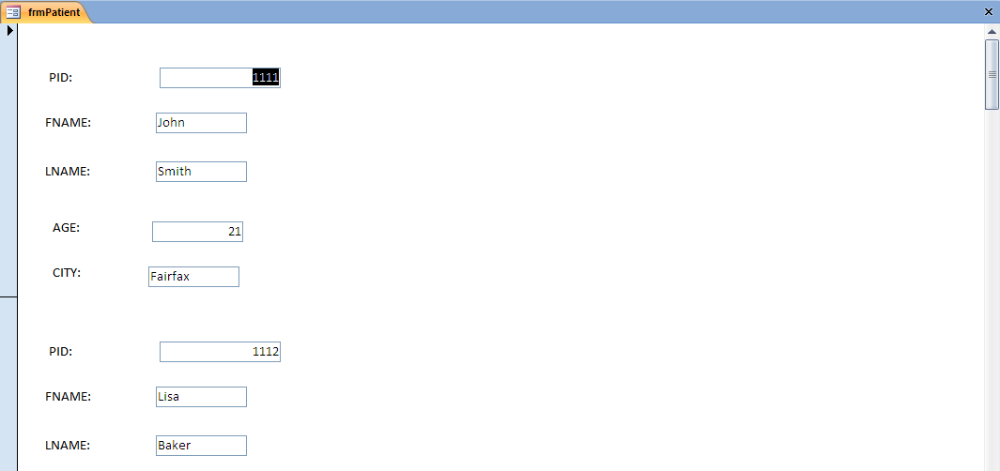 frmPatient
PID: 1111
FNAME: John
LNAME: Smith
AGE: 21
CITY: Fairfax
PID: 1112
FNAME: Lisa
LNAME: Baker